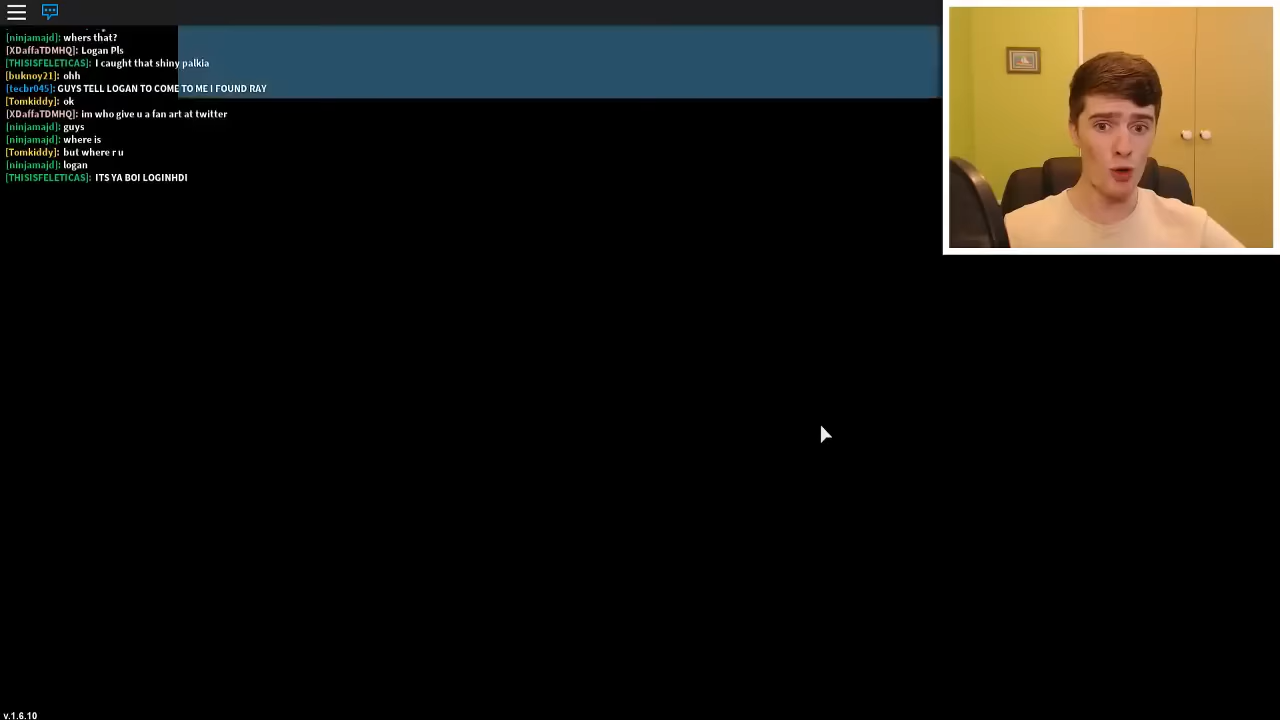 [ninjamajd]: whers that?
[XDaffaTDMHQ]: Logan Pls
[THISISFELETICAS]: I caught that shiny palkia
[buknoy21]: ohh
[tecbr045]: GUYS TELL LOGAN TO COME TO ME I FOUND RAY
[Tomkiddy]: ok
[XDaffaTDMHQ]: im who give u a fan art at twitter
[ninjamajd]: guys
[ninjamajd]: where is
[Tomkiddy]: but where r u
[ninjamajd]: logan
[THISISFELETICAS]: ITS YA BOI LOGINHDI
v.1.6.10